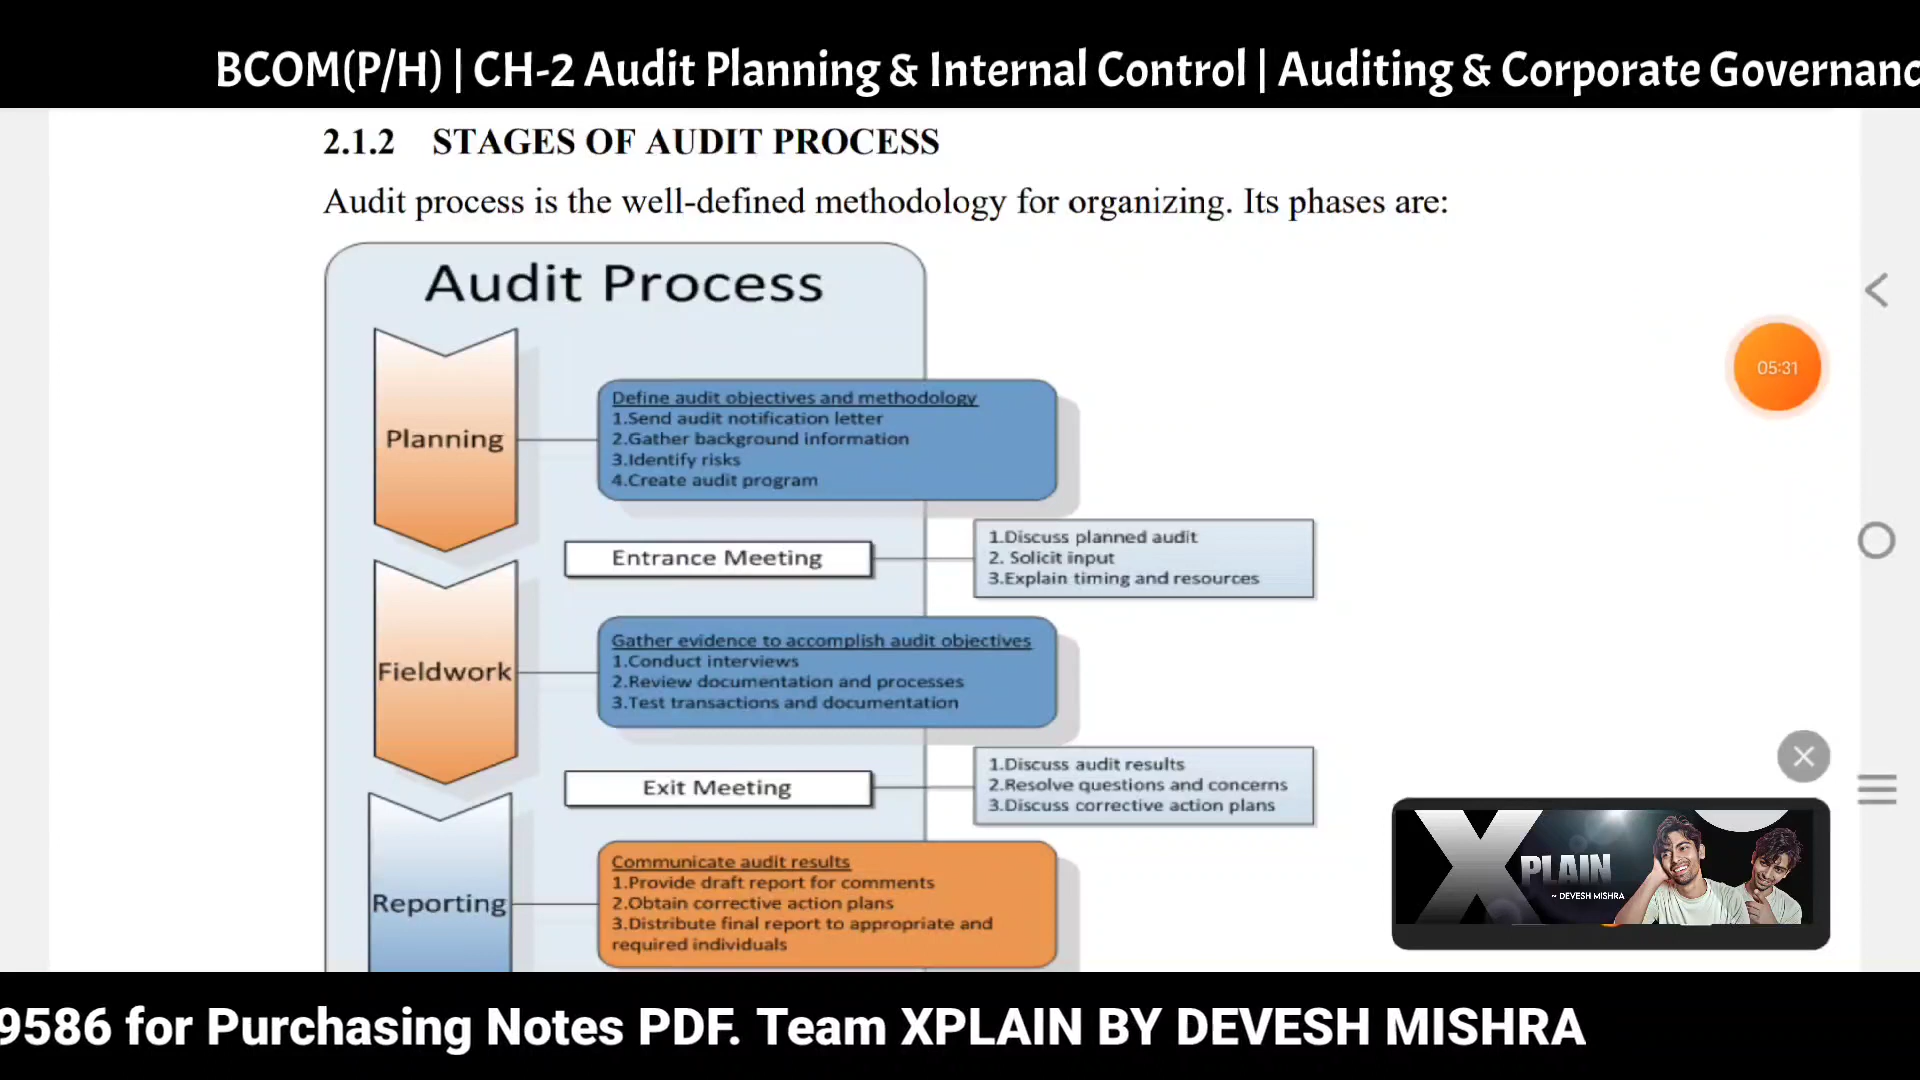 BCOM(P/H) | CH-2 Audit Planning & Internal Control | Auditing & Corporate Governanc
2.1.2 STAGES OF AUDIT PROCESS
Audit process is the well-defined methodology for organizing. Its phases are:
Audit Process
Planning
Define audit objectives and methodology
1.Send audit notification letter
2.Gather background information
3.Identify risks
4.Create audit program
Entrance Meeting
1.Discuss planned audit
2. Solicit input
3.Explain timing and resources
Fieldwork
Gather evidence to accomplish audit objectives
1.Conduct interviews
2.Review documentation and processes
3.Test transactions and documentation
Exit Meeting
1.Discuss audit results
2.Resolve questions and concerns
3.Discuss corrective action plans
Reporting
Communicate audit results
1.Provide draft report for comments
2.Obtain corrective action plans
3.Distribute final report to appropriate and
required individuals
05:31
XPLAIN
~ DEVESH MISHRA
9586 for Purchasing Notes PDF. Team XPLAIN BY DEVESH MISHRA